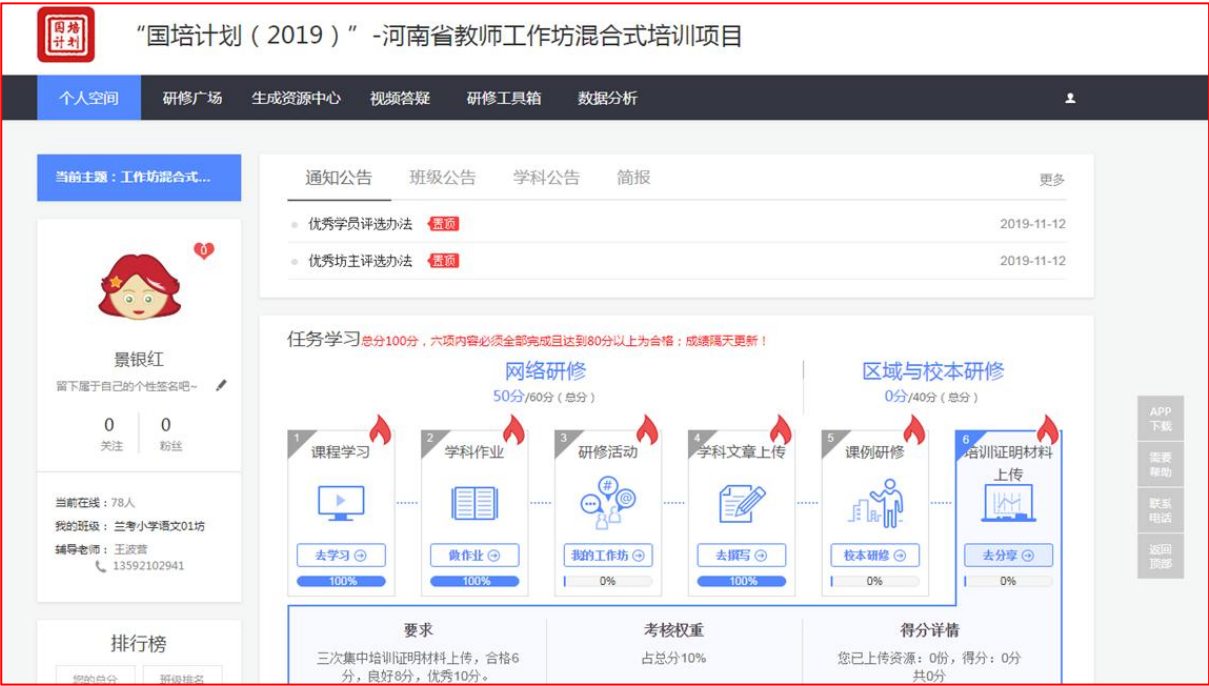 国培
计划
“国培计划（2019）”-河南省教师工作坊混合式培训项目
个人空间 研修广场 生成资源中心 视频答疑 研修工具箱 数据分析
当前主题：工作坊混合式...
通知公告 班级公告 学科公告 简报 更多
优秀学员评选办法 置顶 2019-11-12
优秀坊主评选办法 置顶 2019-11-12
0
景银红
留下属于自己的个性签名吧~
0 0
关注 粉丝
当前在线：78人
我的班级： 兰考小学语文01坊
辅导老师： 王波营
13592102941
排行榜
您的总分 班级排名
任务学习总分100分，六项内容必须全部完成且达到80分以上为合格；成绩隔天更新！
网络研修 区域与校本研修
50分/60分（总分） 0分/40分（总分）
1 2 3 4 5 6
课程学习 学科作业 研修活动 学科文章上传 课例研修 培训证明材料
上传
去学习 做作业 我的工作坊 去撰写 校本研修 去分享
100% 100% 0% 100% 0% 0%
要求 考核权重 得分详情
三次集中培训证明材料上传，合格6 占总分10% 您已上传资源：0份，得分：0分
分，良好8分，优秀10分。 共0分
APP
下载
需要
帮助
联系
电话
返回
顶部